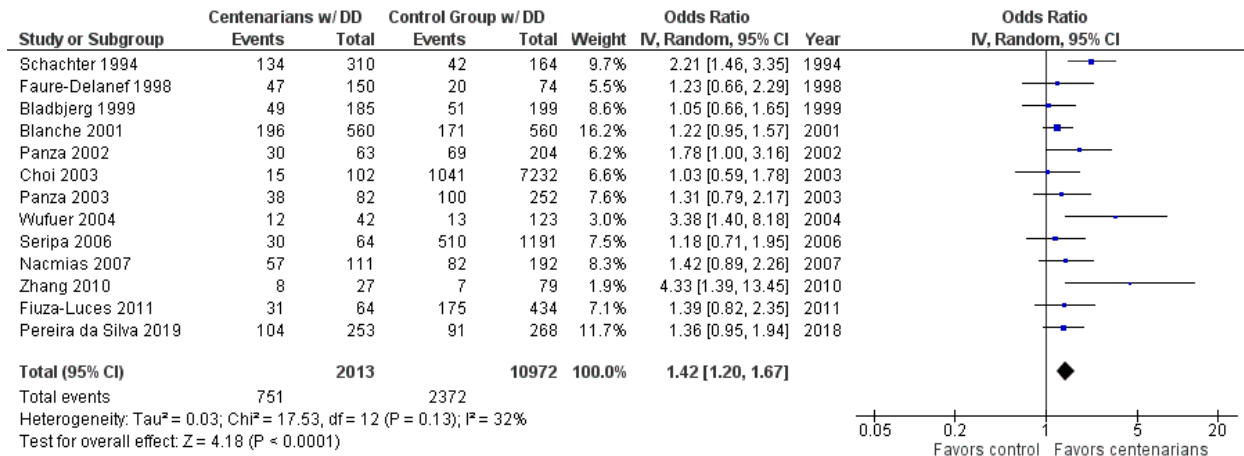 Centenarians w/ DD Control Group w/ DD Odds Ratio Odds Ratio
Study or Subgroup Events Total Events Total Weight IV, Random, 95% CI Year IV, Random, 95% CI
Schachter 1994 134 310 42 164 9.7% 2.21 [1.46, 3.35] 1994
Faure-Delanef 1998 47 150 20 74 5.5% 1.23 [0.66, 2.29] 1998
Bladbjerg 1999 49 185 51 199 8.6% 1.05 [0.66, 1.65] 1999
Blanche 2001 196 560 171 560 16.2% 1.22 [0.95, 1.57] 2001
Panza 2002 30 63 69 204 6.2% 1.78 [1.00, 3.16] 2002
Choi 2003 15 102 1041 7232 6.6% 1.03 [0.59, 1.78] 2003
Panza 2003 38 82 100 252 7.7% 1.31 [0.79, 2.17] 2003
Wufuer 2004 12 42 13 123 3.0% 3.38 [1.40, 8.18] 2004
Seripa 2006 30 64 510 1191 7.5% 1.18 [0.71, 1.95] 2006
Nacmias 2007 57 111 82 192 8.3% 1.42 [0.89, 2.26] 2007
Zhang 2010 8 27 7 79 1.9% 4.33 [1.39, 13.45] 2010
Fiuza-Luces 2011 31 64 175 434 7.1% 1.39 [0.82, 2.35] 2011
Pereira da Silva 2019 104 253 91 268 11.7% 1.36 [0.95, 1.94] 2018
Total (95% CI) 2013 10972 100.0% 1.42 [1.20, 1.67]
Total events 751 2372
Heterogeneity: Tau² = 0.03; Chi² = 17.53, df = 12 (P = 0.13); I² = 32%
Test for overall effect: Z = 4.18 (P < 0.0001)
0.05 0.2 1 5 20
Favors control Favors centenarians